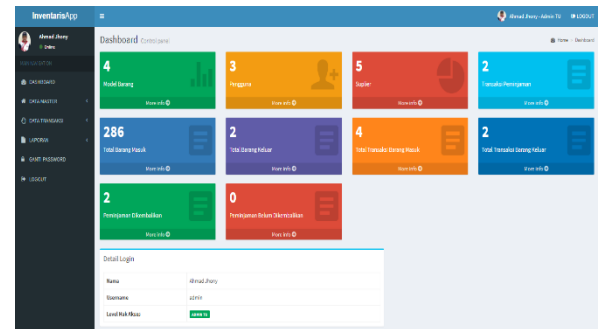 InventarisApp
Ahmad Jhony - Admin TU
LOGOUT
Ahmad Jhony
Online
Dashboard Control panel
Home
Dashboard
DASHBOARD
DATA MASTER
DATA TRANSAKSI
LAPORAN
GANTI PASSWORD
LOGOUT
4
Model Barang
More info
3
Pengguna
More info
5
Suplier
More info
2
Transaksi Peminjaman
More info
286
Total Barang Masuk
More info
2
Total Barang Keluar
More info
4
Total Transaksi Barang Masuk
More info
2
Total Transaksi Barang Keluar
More info
2
Peminjaman Dikembalikan
More info
0
Peminjaman Belum Dikembalikan
More info
Detail Login
Nama
Ahmad Jhony
Username
admin
Level Hak Akses
ADMIN TU